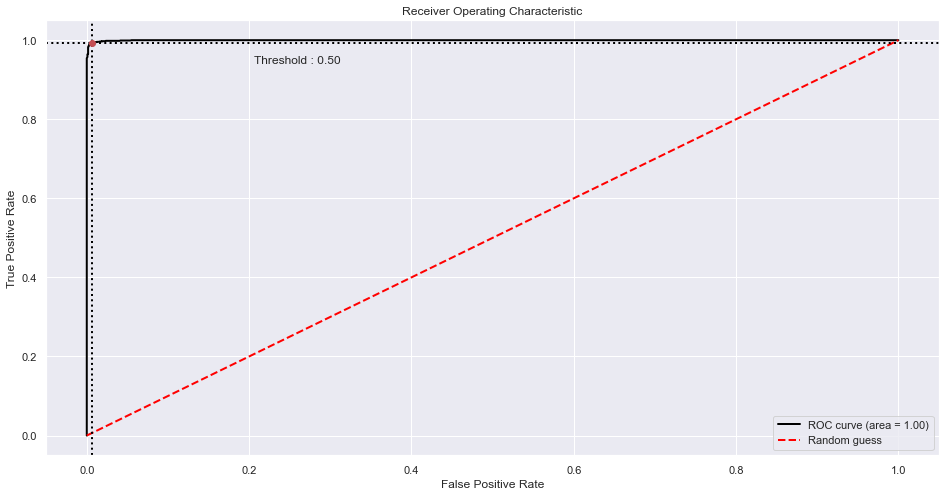 Receiver Operating Characteristic
1.0
0.8
0.6
0.4
0.2
0.0
True Positive Rate
Threshold : 0.50
ROC curve (area = 1.00)
Random guess
0.0 0.2 0.4 0.6 0.8 1.0
False Positive Rate